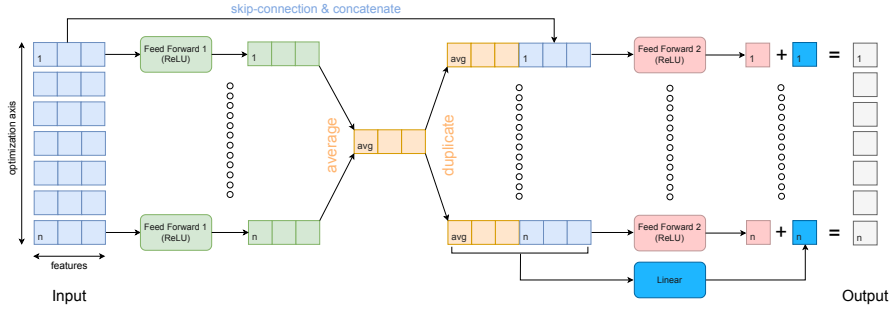 skip-connection & concatenate
optimization axis
1
Feed Forward 1
(ReLU)
1
avg
1
Feed Forward 2
(ReLU)
1
+
1
=
1
average
avg
duplicate
n
Feed Forward 1
(ReLU)
n
avg
n
Feed Forward 2
(ReLU)
n
+
n
=
n
features
Linear
Input
Output